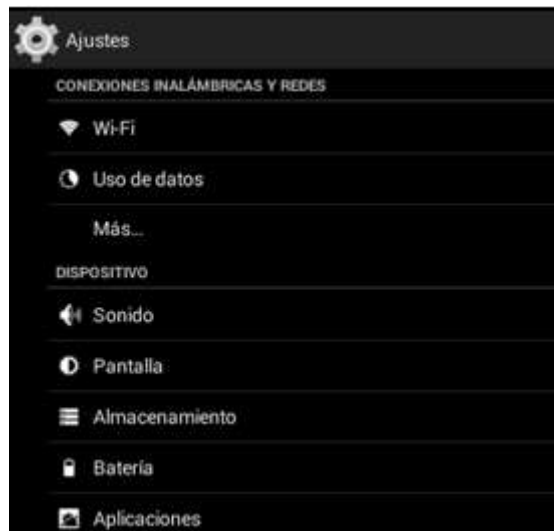 Ajustes
CONEXIONES INALÁMBRICAS Y REDES
Wi-Fi
Uso de datos
Más...
DISPOSITIVO
Sonido
Pantalla
Almacenamiento
Batería
Aplicaciones